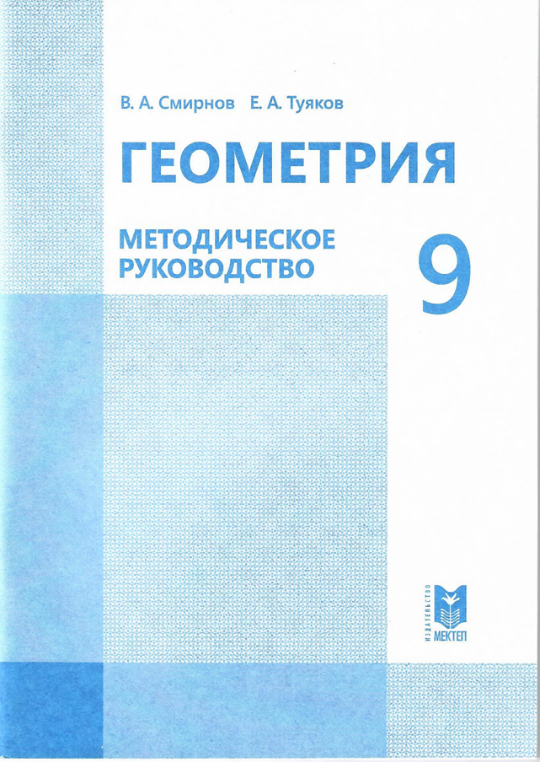 В. А. Смирнов Е. А. Туяков
ГЕОМЕТРИЯ
МЕТОДИЧЕСКОЕ
РУКОВОДСТВО
9
ИЗДАТЕЛЬСТВО
МЕКТЕП